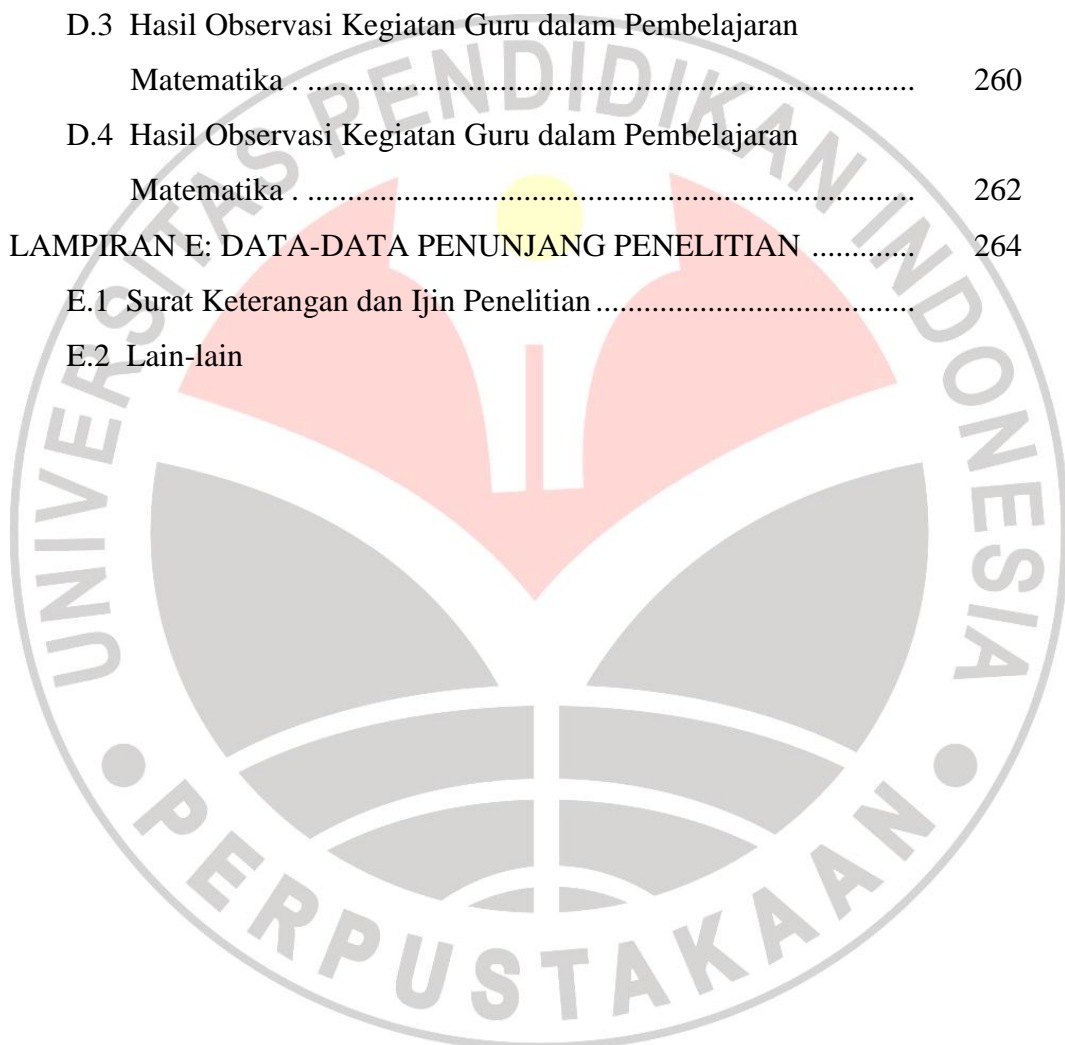 D.3 Hasil Observasi Kegiatan Guru dalam Pembelajaran
Matematika . ............................................................................ 260
D.4 Hasil Observasi Kegiatan Guru dalam Pembelajaran
Matematika . ............................................................................ 262
LAMPIRAN E: DATA-DATA PENUNJANG PENELITIAN ............. 264
E.1 Surat Keterangan dan Ijin Penelitian ........................................
E.2 Lain-lain
UNIVERSITAS PENDIDIKAN INDONESIA
PERPUSTAKAAN